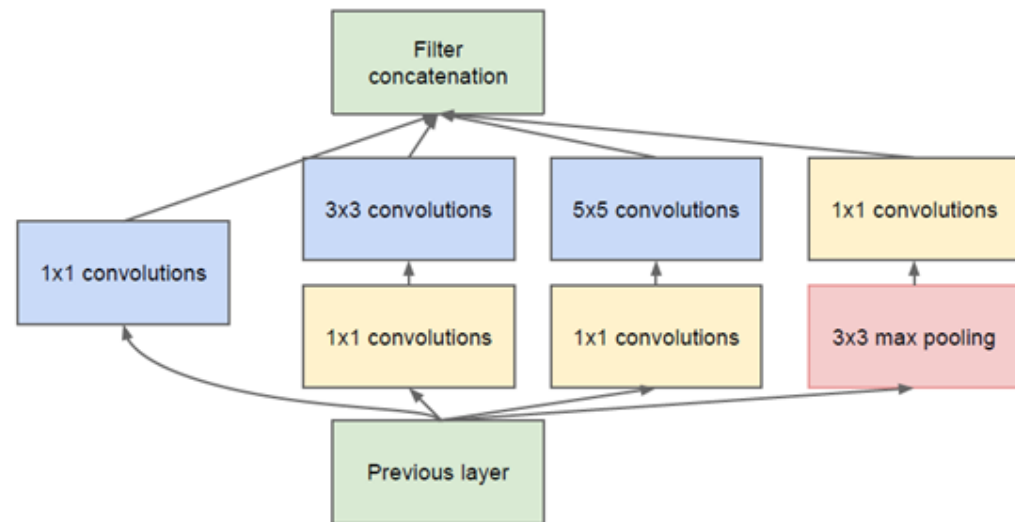 Filter
concatenation
3x3 convolutions
5x5 convolutions
1x1 convolutions
1x1 convolutions
1x1 convolutions
1x1 convolutions
3x3 max pooling
Previous layer